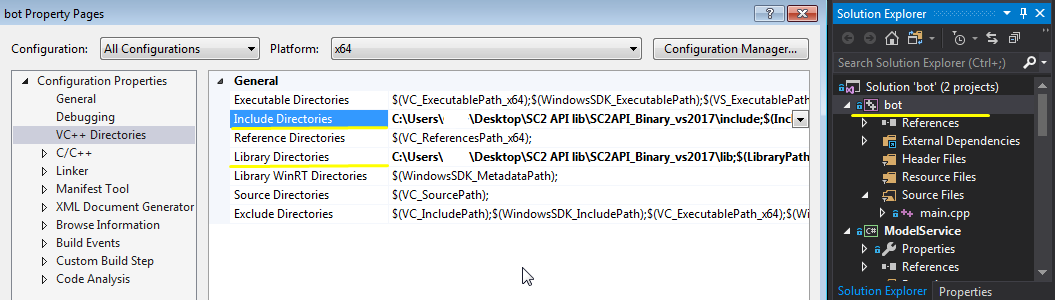 bot Property Pages
?
Configuration: All Configurations
Platform: x64
Configuration Manager...
Configuration Properties
General
Debugging
VC++ Directories
C/C++
Linker
Manifest Tool
XML Document Generator
Browse Information
Build Events
Custom Build Step
Code Analysis
General
Executable Directories $(VC_ExecutablePath_x64);$(WindowsSDK_ExecutablePath);$(VS_ExecutablePath
Include Directories C:\Users\ \Desktop\SC2 API lib\SC2API_Binary_vs2017\include;$(Inc
Reference Directories $(VC_ReferencesPath_x64);
Library Directories C:\Users\ \Desktop\SC2 API lib\SC2API_Binary_vs2017\lib;$(LibraryPath
Library WinRT Directories $(WindowsSDK_MetadataPath);
Source Directories $(VC_SourcePath);
Exclude Directories $(VC_IncludePath);$(WindowsSDK_IncludePath);$(VC_ExecutablePath_x64);$(Wi
Solution Explorer
Search Solution Explorer (Ctrl+;)
Solution 'bot' (2 projects)
bot
References
External Dependencies
Header Files
Resource Files
Source Files
main.cpp
C# ModelService
Properties
References
Solution Explorer Properties